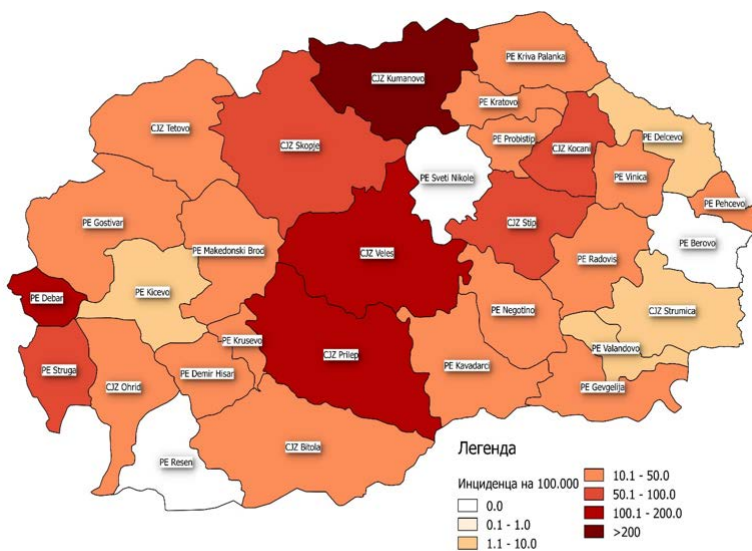 PE Kriva Palanka
CJZ Kumanovo
PE Kratovo
CJZ Tetovo
PE Delcevo
PE Probistip
CJZ Skopje
CJZ Kocani
PE Sveti Nikole
PE Vinica
PE Pehcevo
PE Gostivar
CJZ Stip
PE Berovo
PE Makedonski Brod
CJZ Veles
PE Radovis
PE Kicevo
PE Debar
PE Negotino
CJZ Strumica
PE Krusevo
PE Valandovo
CJZ Prilep
PE Struga
PE Kavadarci
PE Demir Hisar
CJZ Ohrid
PE Gevgelija
CJZ Bitola
PE Resen
Легенда
Инциденца на 100.000
0.0
0.1 - 1.0
1.1 - 10.0
10.1 - 50.0
50.1 - 100.0
100.1 - 200.0
>200